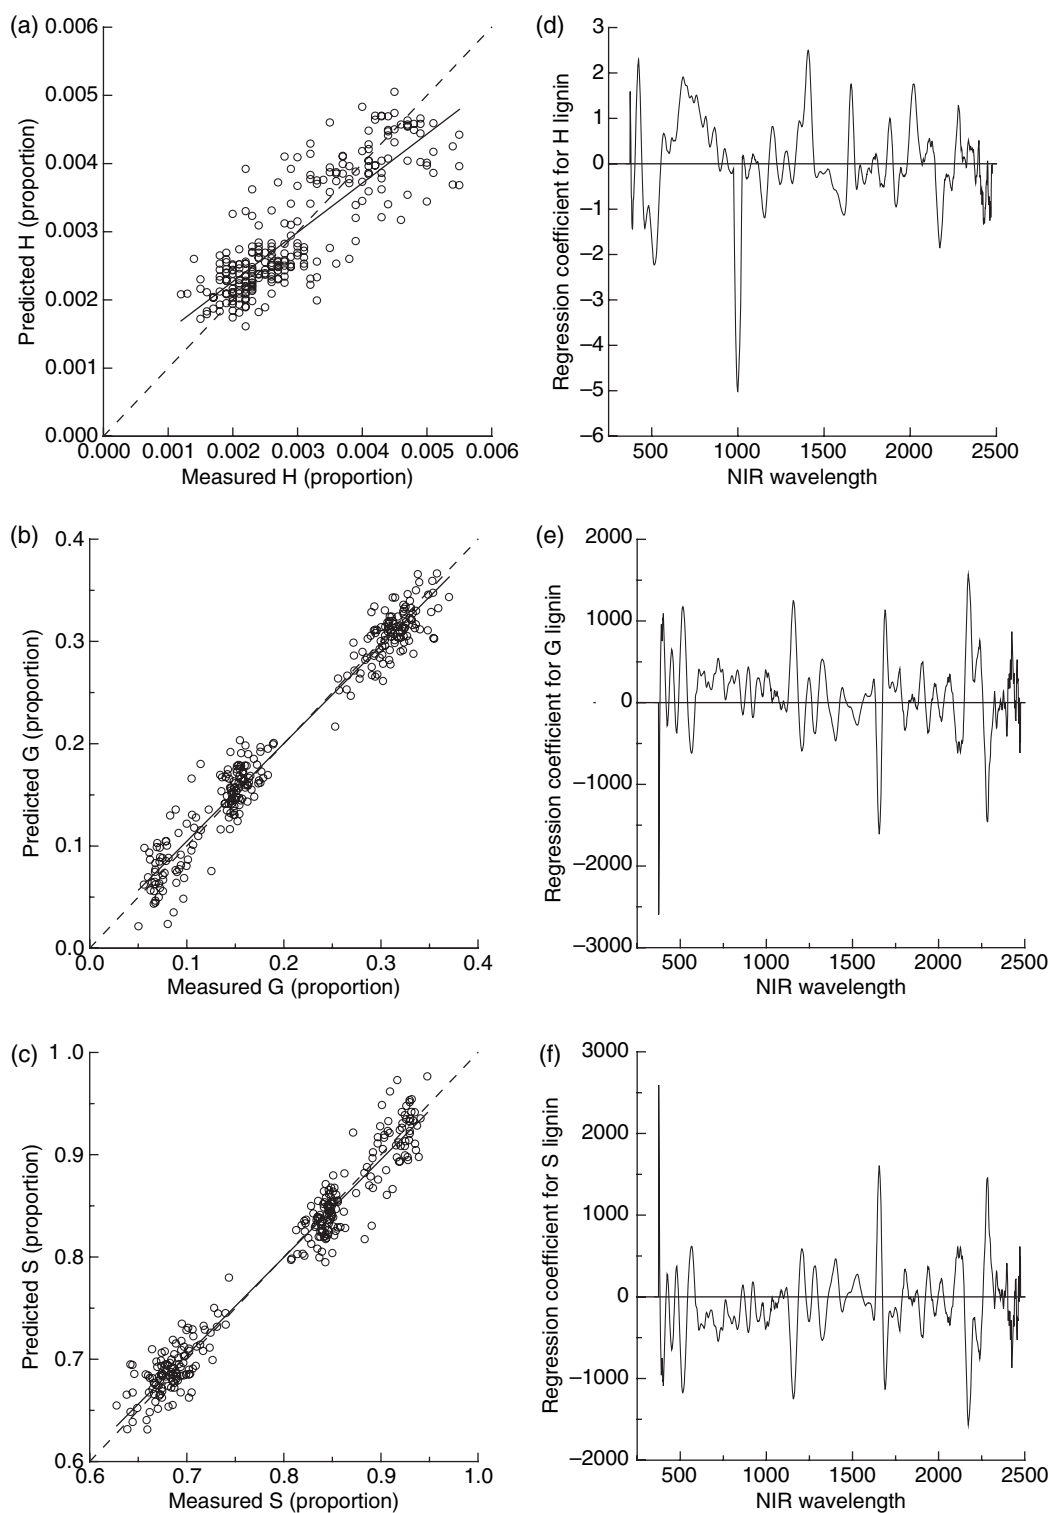 (a)
0.006
0.005
0.004
0.003
0.002
0.001
0.000
Predicted H (proportion)
0.000 0.001 0.002 0.003 0.004 0.005 0.006
Measured H (proportion)
(d)
3
2
1
0
–1
–2
–3
–4
–5
–6
Regression coefficient for H lignin
500 1000 1500 2000 2500
NIR wavelength
(b)
0.4
0.3
0.2
0.1
0.0
Predicted G (proportion)
0.0 0.1 0.2 0.3 0.4
Measured G (proportion)
(e)
2000
1000
0
–1000
–2000
–3000
Regression coefficient for G lignin
500 1000 1500 2000 2500
NIR wavelength
(c)
1.0
0.9
0.8
0.7
0.6
Predicted S (proportion)
0.6 0.7 0.8 0.9 1.0
Measured S (proportion)
(f)
3000
2000
1000
0
–1000
–2000
Regression coefficient for S lignin
500 1000 1500 2000 2500
NIR wavelength